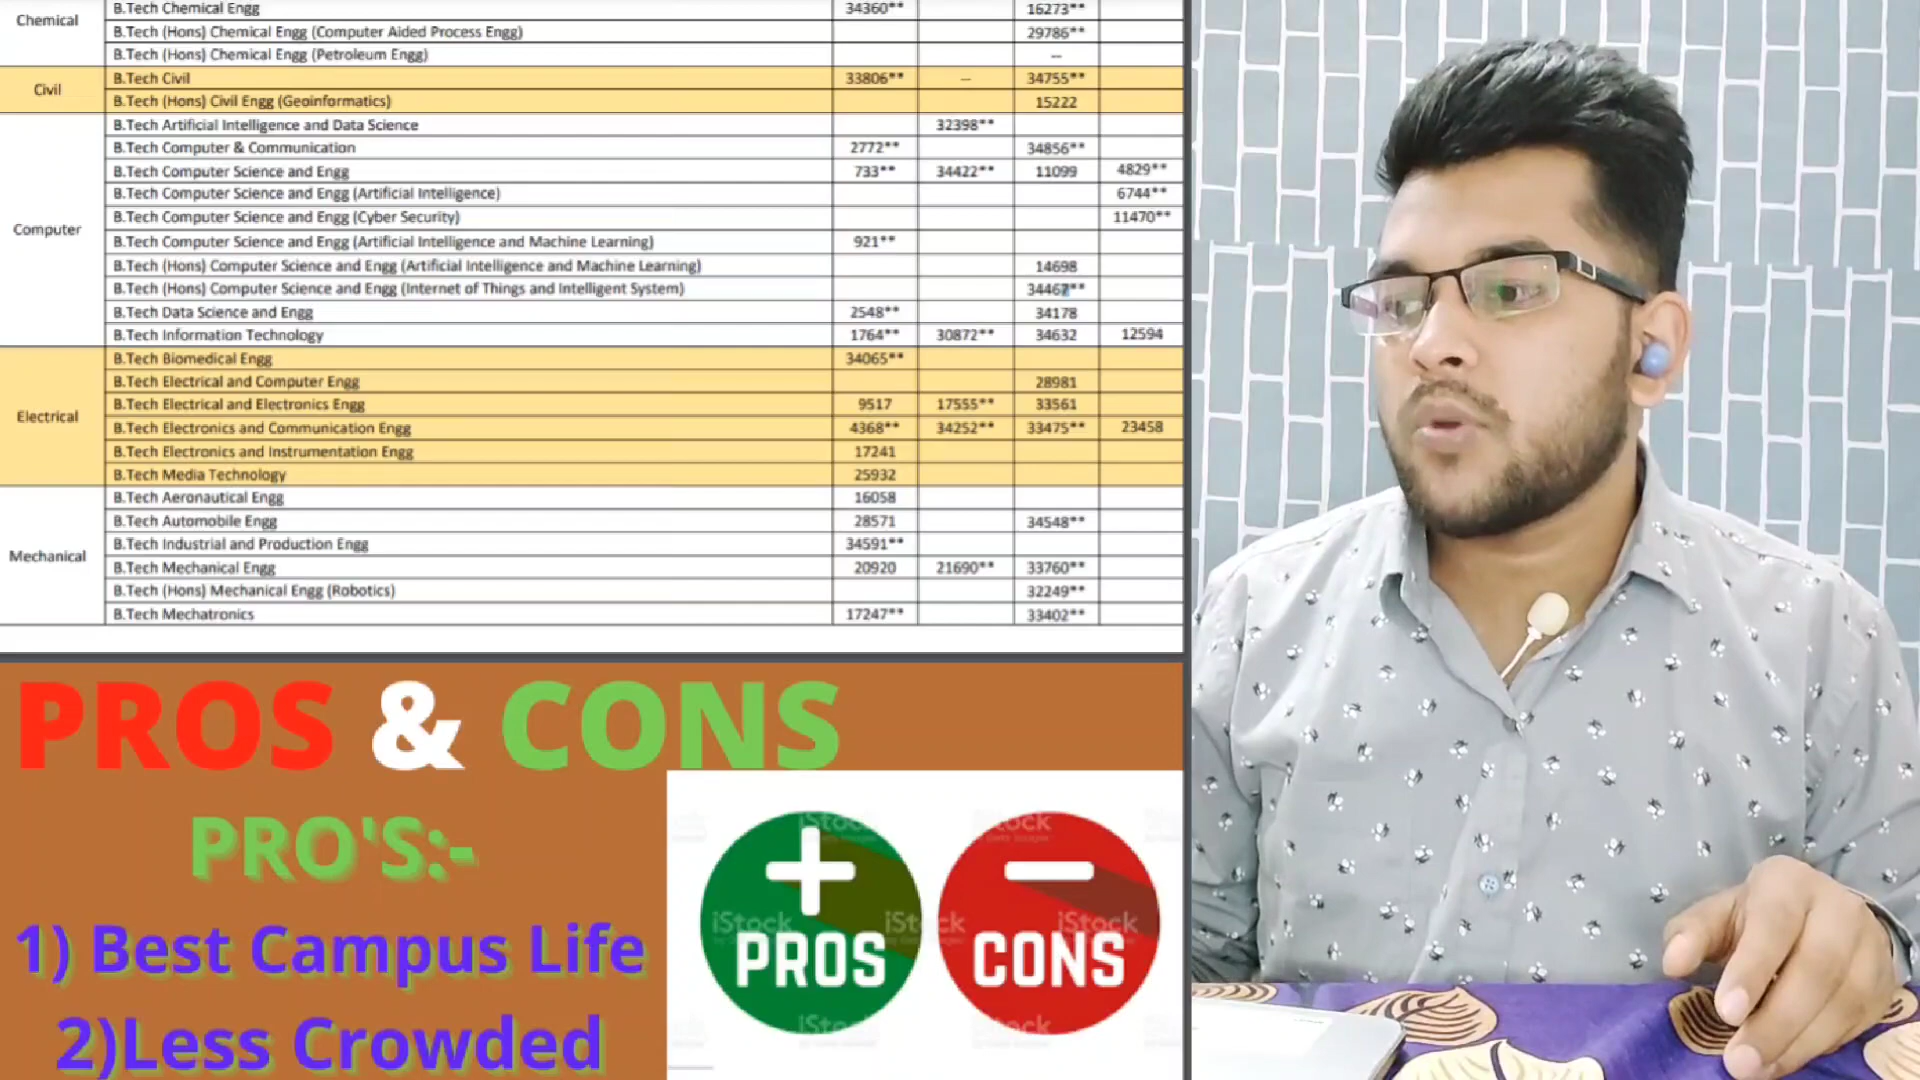 Chemical
B.Tech Chemical Engg 34360** 16273**
B.Tech (Hons) Chemical Engg (Computer Aided Process Engg) 29786**
B.Tech (Hons) Chemical Engg (Petroleum Engg) --
Civil
B.Tech Civil 33806** -- 34755**
B.Tech (Hons) Civil Engg (Geoinformatics) 15222
Computer
B.Tech Artificial Intelligence and Data Science 32398**
B.Tech Computer & Communication 2772** 34856**
B.Tech Computer Science and Engg 733** 34422** 11099 4829**
B.Tech Computer Science and Engg (Artificial Intelligence) 6744**
B.Tech Computer Science and Engg (Cyber Security) 11470**
B.Tech Computer Science and Engg (Artificial Intelligence and Machine Learning) 921**
B.Tech (Hons) Computer Science and Engg (Artificial Intelligence and Machine Learning) 14698
B.Tech (Hons) Computer Science and Engg (Internet of Things and Intelligent System) 34467**
B.Tech Data Science and Engg 2548** 34178
B.Tech Information Technology 1764** 30872** 34632 12594
Electrical
B.Tech Biomedical Engg 34065**
B.Tech Electrical and Computer Engg 28981
B.Tech Electrical and Electronics Engg 9517 17555** 33561
B.Tech Electronics and Communication Engg 4368** 34252** 33475** 23458
B.Tech Electronics and Instrumentation Engg 17241
B.Tech Media Technology 25932
Mechanical
B.Tech Aeronautical Engg 16058
B.Tech Automobile Engg 28571 34548**
B.Tech Industrial and Production Engg 34591**
B.Tech Mechanical Engg 20920 21690** 33760**
B.Tech (Hons) Mechanical Engg (Robotics) 32249**
B.Tech Mechatronics 17247** 33402**
PROS & CONS
PRO'S:-
1) Best Campus Life
2)Less Crowded
iStock
PROS
iStock
CONS
iStock